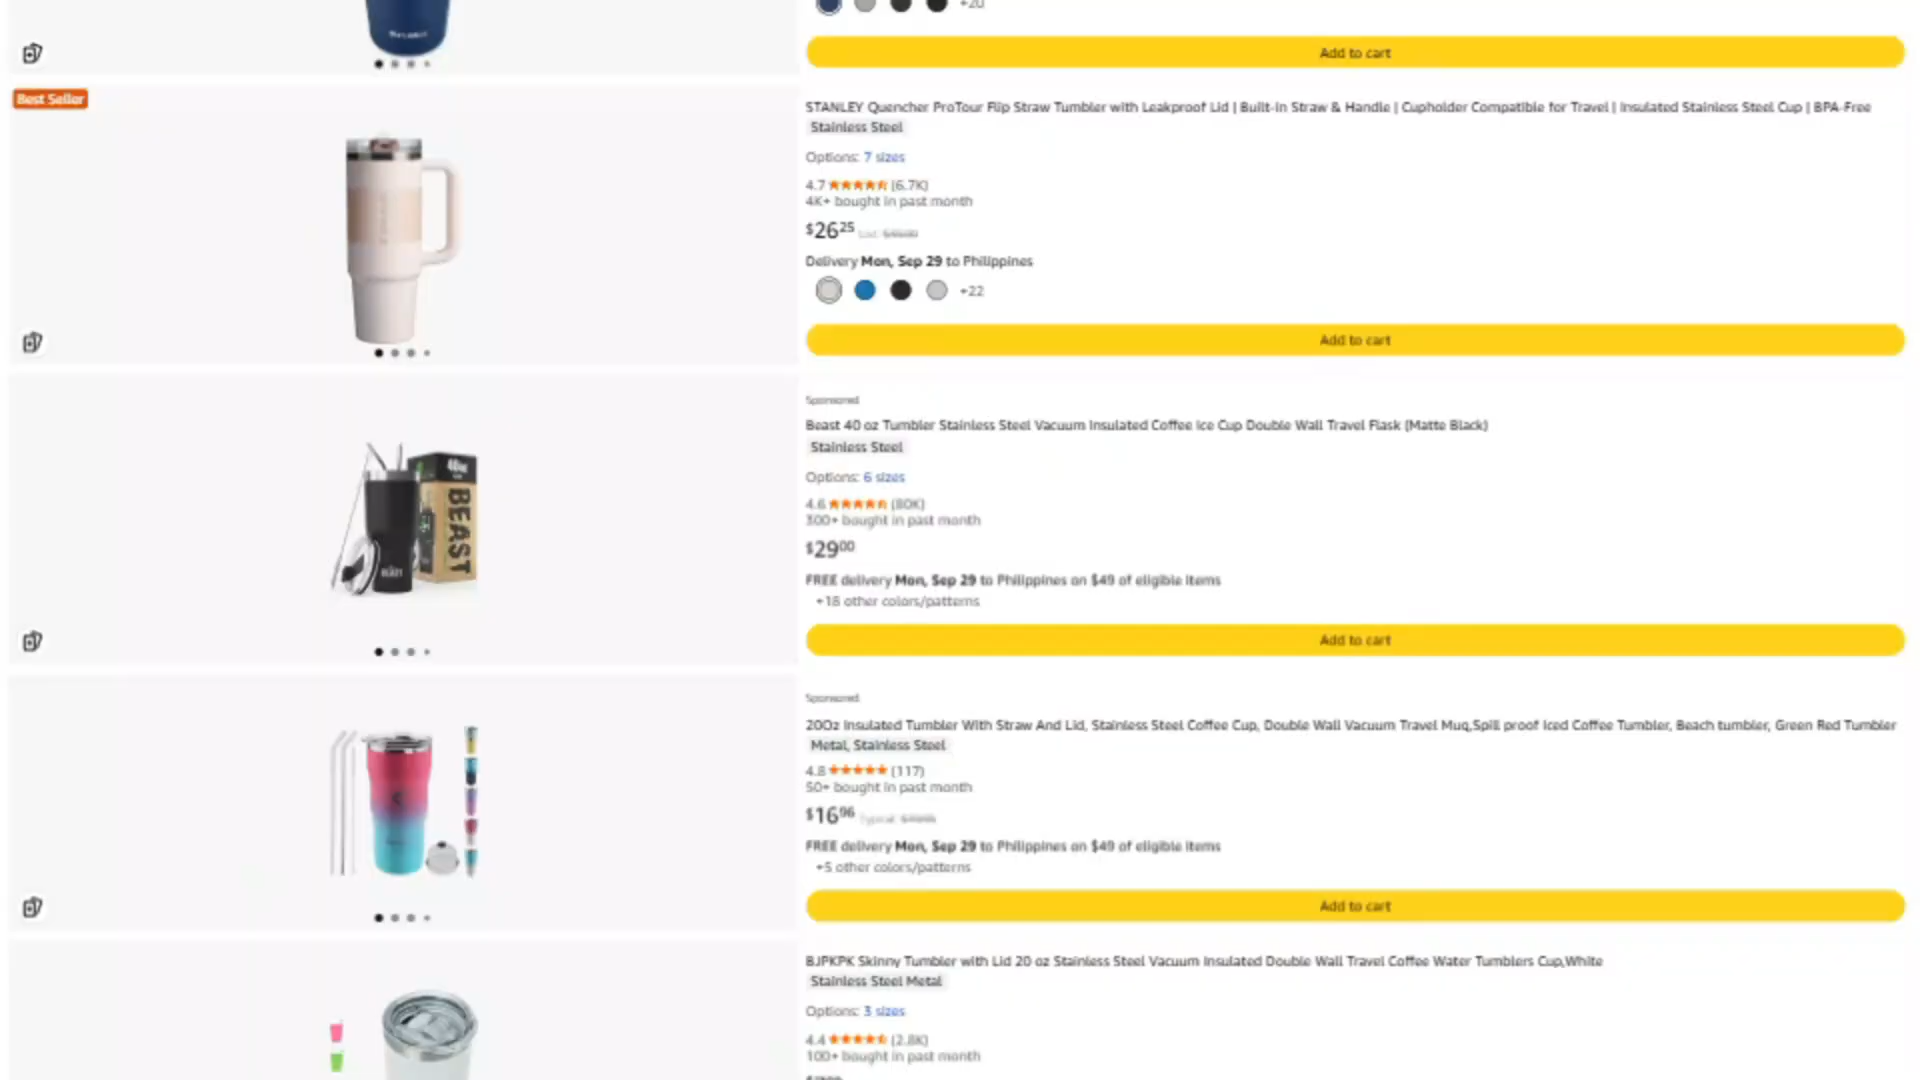 +20
Add to cart
Best Seller
STANLEY Quencher ProTour Flip Straw Tumbler with Leakproof Lid | Built-in Straw & Handle | Cupholder Compatible for Travel | Insulated Stainless Steel Cup | BPA-Free
Stainless Steel
Options: 7 sizes
4.7 (6.7K)
4K+ bought in past month
$26.25 List:
Delivery Mon, Sep 29 to Philippines
+22
Add to cart
Sponsored
Beast 40 oz Tumbler Stainless Steel Vacuum Insulated Coffee Ice Cup Double Wall Travel Flask (Matte Black)
Stainless Steel
Options: 6 sizes
4.6 (80K)
300+ bought in past month
$29.00
FREE delivery Mon, Sep 29 to Philippines on $49 of eligible items
+18 other colors/patterns
BEAST
Add to cart
Sponsored
20Oz Insulated Tumbler With Straw And Lid, Stainless Steel Coffee Cup, Double Wall Vacuum Travel Mug,Spill proof Iced Coffee Tumbler, Beach tumbler, Green Red Tumbler
Metal, Stainless Steel
4.8 (117)
50+ bought in past month
$16.96 Typical:
FREE delivery Mon, Sep 29 to Philippines on $49 of eligible items
+5 other colors/patterns
Add to cart
BJPKPK Skinny Tumbler with Lid 20 oz Stainless Steel Vacuum Insulated Double Wall Travel Coffee Water Tumblers Cup,White
Stainless Steel Metal
Options: 3 sizes
4.4 (2.8K)
100+ bought in past month